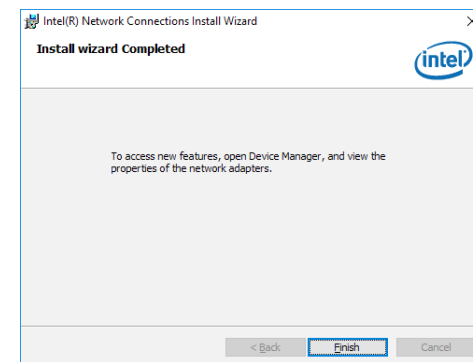 Intel(R) Network Connections Install Wizard
Install wizard Completed
intel
To access new features, open Device Manager, and view the
properties of the network adapters.
< Back
Finish
Cancel